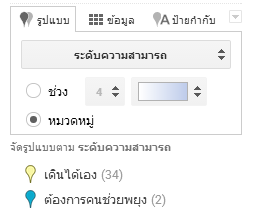 รูปแบบ ข้อมูล A ป้ายกำกับ
ระดับความสามารถ
ช่วง 4
หมวดหมู่
จัดรูปแบบตาม ระดับความสามารถ
เดินได้เอง (34)
ต้องการคนช่วยพยุง (2)